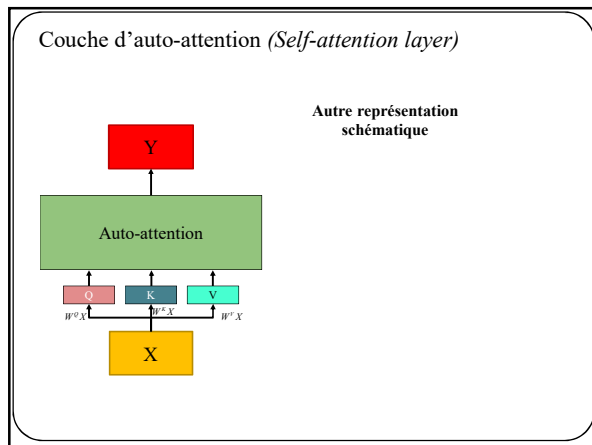 Couche d'auto-attention (Self-attention layer)
Autre représentation
schématique
Y
Auto-attention
Q K V
W^Q X W^K X W^V X
X